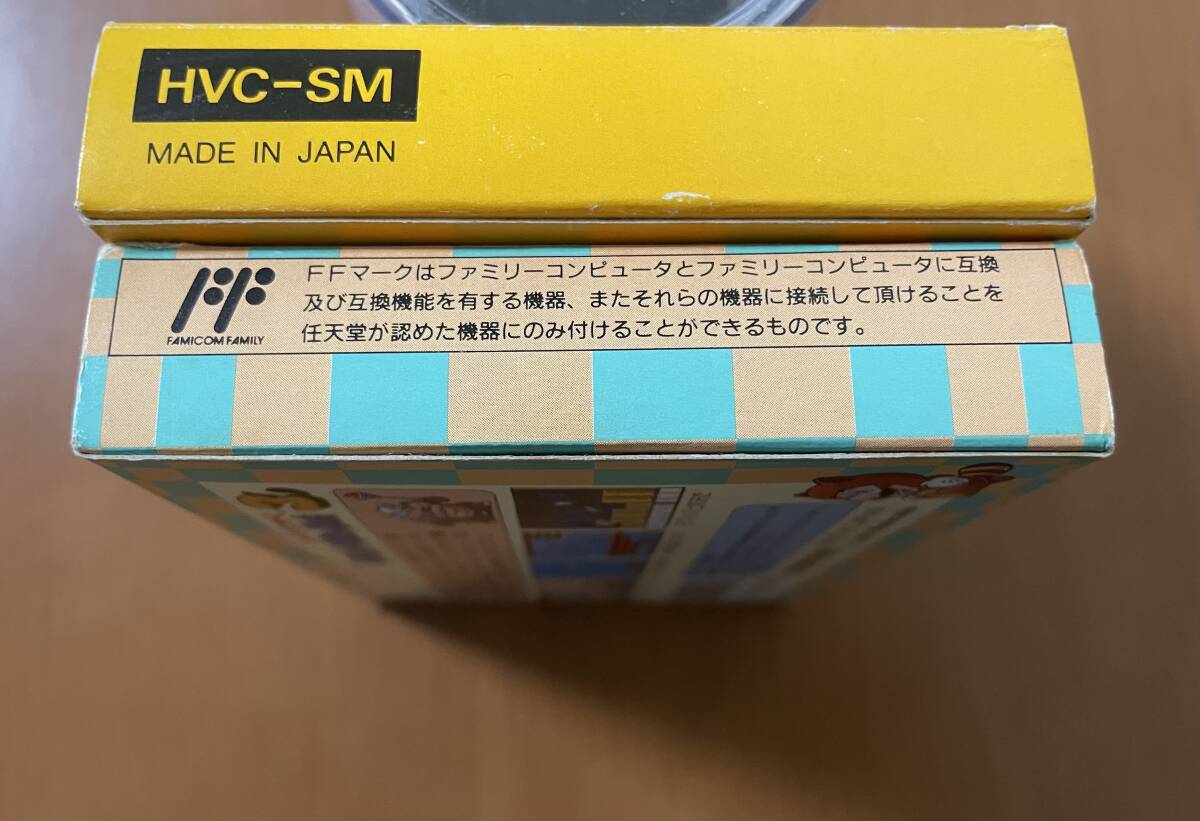 HVC-SM
MADE IN JAPAN
FF
FAMICOM FAMILY
FFマークはファミリーコンピュータとファミリーコンピュータに互換
及び互換機能を有する機器、またそれらの機器に接続して頂けることを
任天堂が認めた機器にのみ付けることができるものです。